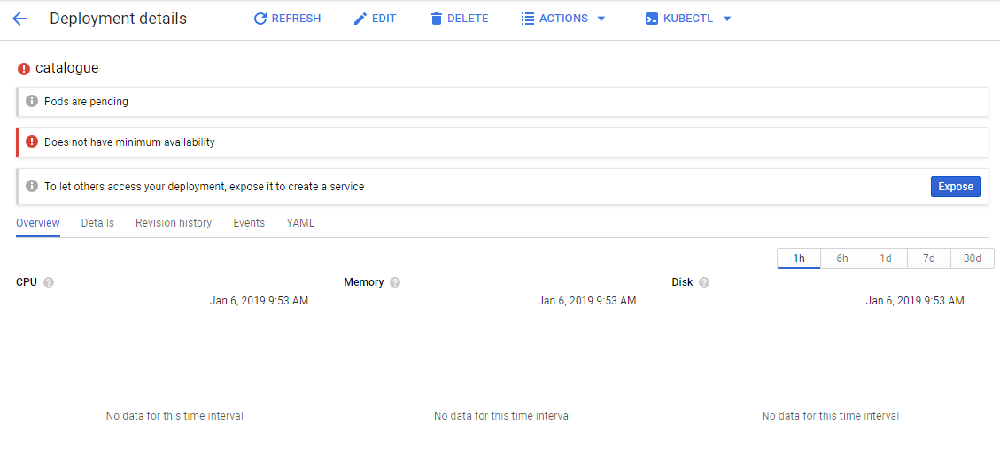 Deployment details REFRESH EDIT DELETE ACTIONS KUBECTL
catalogue
Pods are pending
Does not have minimum availability
To let others access your deployment, expose it to create a service Expose
Overview Details Revision history Events YAML
1h 6h 1d 7d 30d
CPU Memory Disk
Jan 6, 2019 9:53 AM Jan 6, 2019 9:53 AM Jan 6, 2019 9:53 AM
No data for this time interval No data for this time interval No data for this time interval